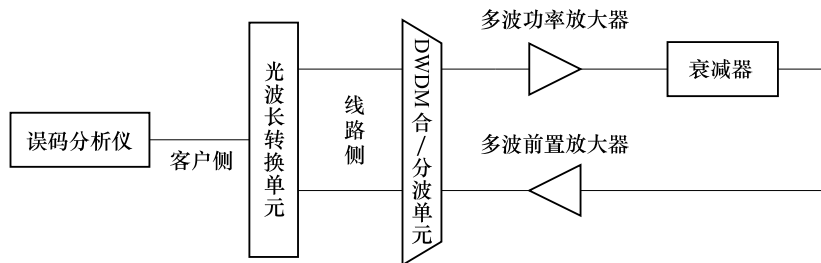 误码分析仪
客户侧
光波长转换单元
线路侧
DWDM合/分波单元
多波功率放大器
衰减器
多波前置放大器